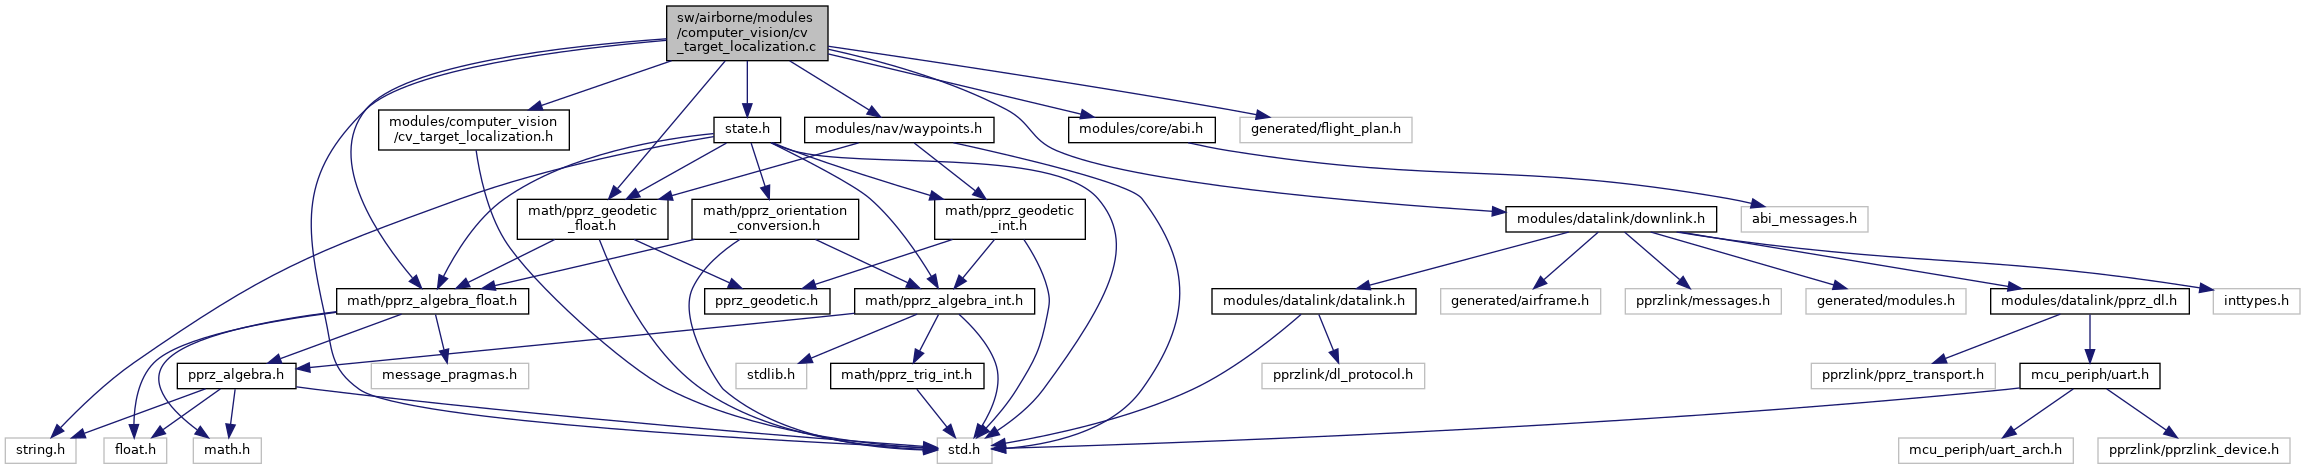 sw/airborne/modules
/computer_vision/cv
_target_localization.c
modules/computer_vision
/cv_target_localization.h
state.h
modules/nav/waypoints.h
modules/core/abi.h
generated/flight_plan.h
math/pprz_geodetic
_float.h
math/pprz_orientation
_conversion.h
math/pprz_geodetic
_int.h
modules/datalink/downlink.h
abi_messages.h
math/pprz_algebra_float.h
pprz_geodetic.h
math/pprz_algebra_int.h
modules/datalink/datalink.h
generated/airframe.h
pprzlink/messages.h
generated/modules.h
modules/datalink/pprz_dl.h
inttypes.h
pprz_algebra.h
message_pragmas.h
stdlib.h
math/pprz_trig_int.h
pprzlink/dl_protocol.h
pprzlink/pprz_transport.h
mcu_periph/uart.h
string.h
float.h
math.h
std.h
mcu_periph/uart_arch.h
pprzlink/pprzlink_device.h